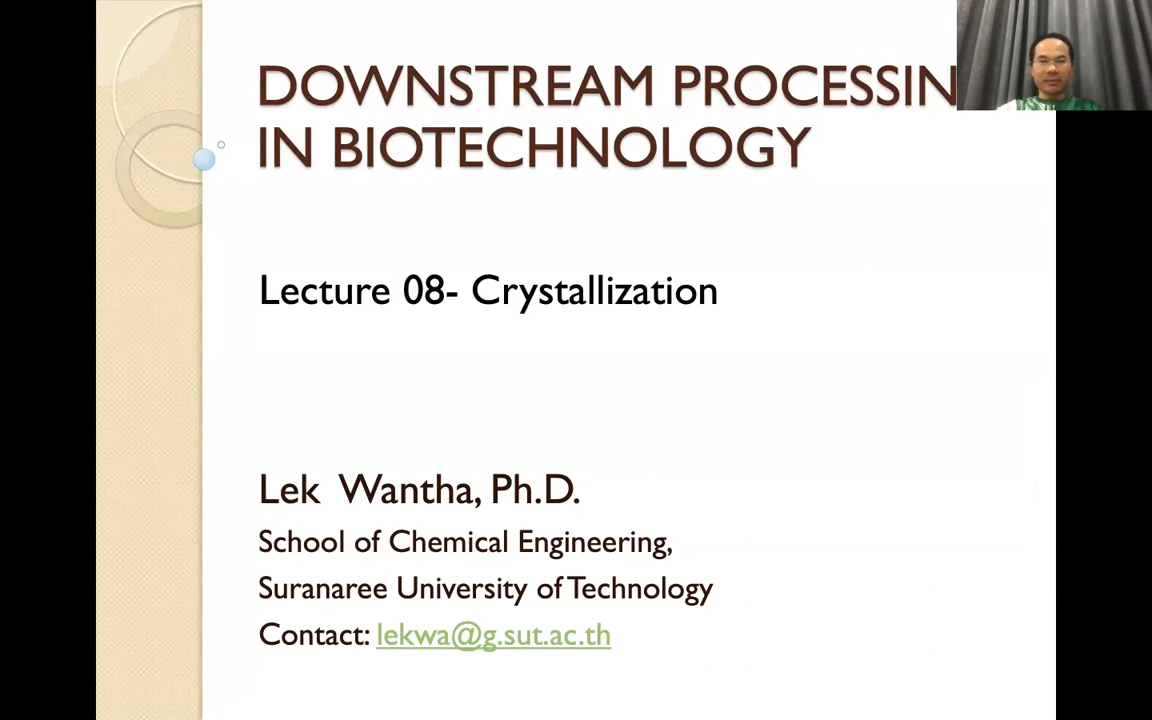 DOWNSTREAM PROCESSIN
IN BIOTECHNOLOGY
Lecture 08- Crystallization
Lek Wantha, Ph.D.
School of Chemical Engineering,
Suranaree University of Technology
Contact: lekwa@g.sut.ac.th